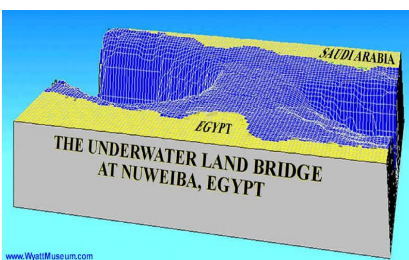 SAUDI ARABIA
EGYPT
THE UNDERWATER LAND BRIDGE
AT NUWEIBA, EGYPT
www.WyattMuseum.com